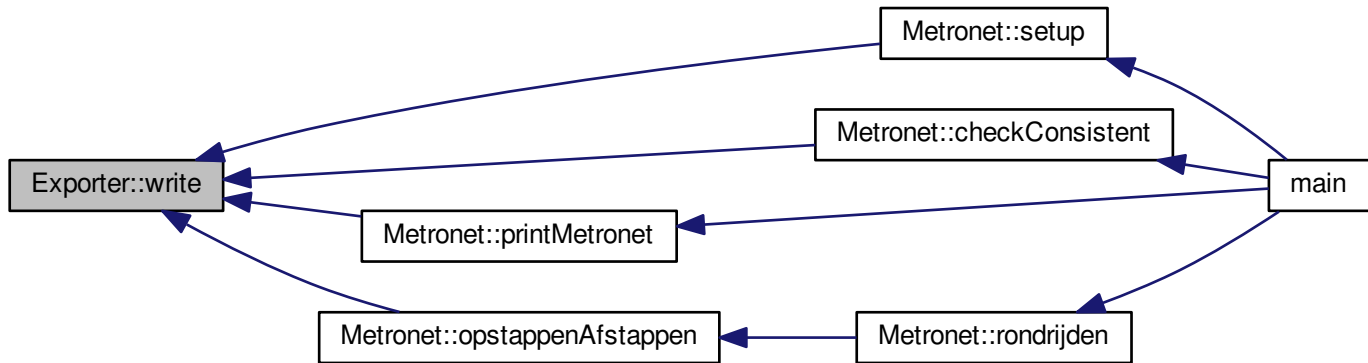 Metronet::setup
Metronet::checkConsistent
Exporter::write
main
Metronet::printMetronet
Metronet::opstappenAfstappen
Metronet::rondrijden